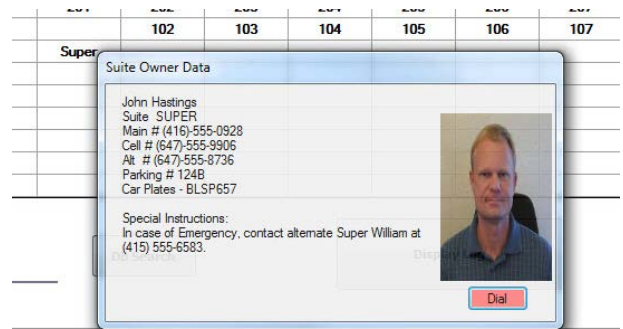 102 103 104 105 106 107
Super
Suite Owner Data
John Hastings
Suite SUPER
Main # (416)-555-0928
Cell # (647)-555-9906
Alt # (647)-555-8736
Parking # 124B
Car Plates - BLSP657
Special Instructions:
In case of Emergency, contact alternate Super William at
(415) 555-6583.
DB Search
Dial